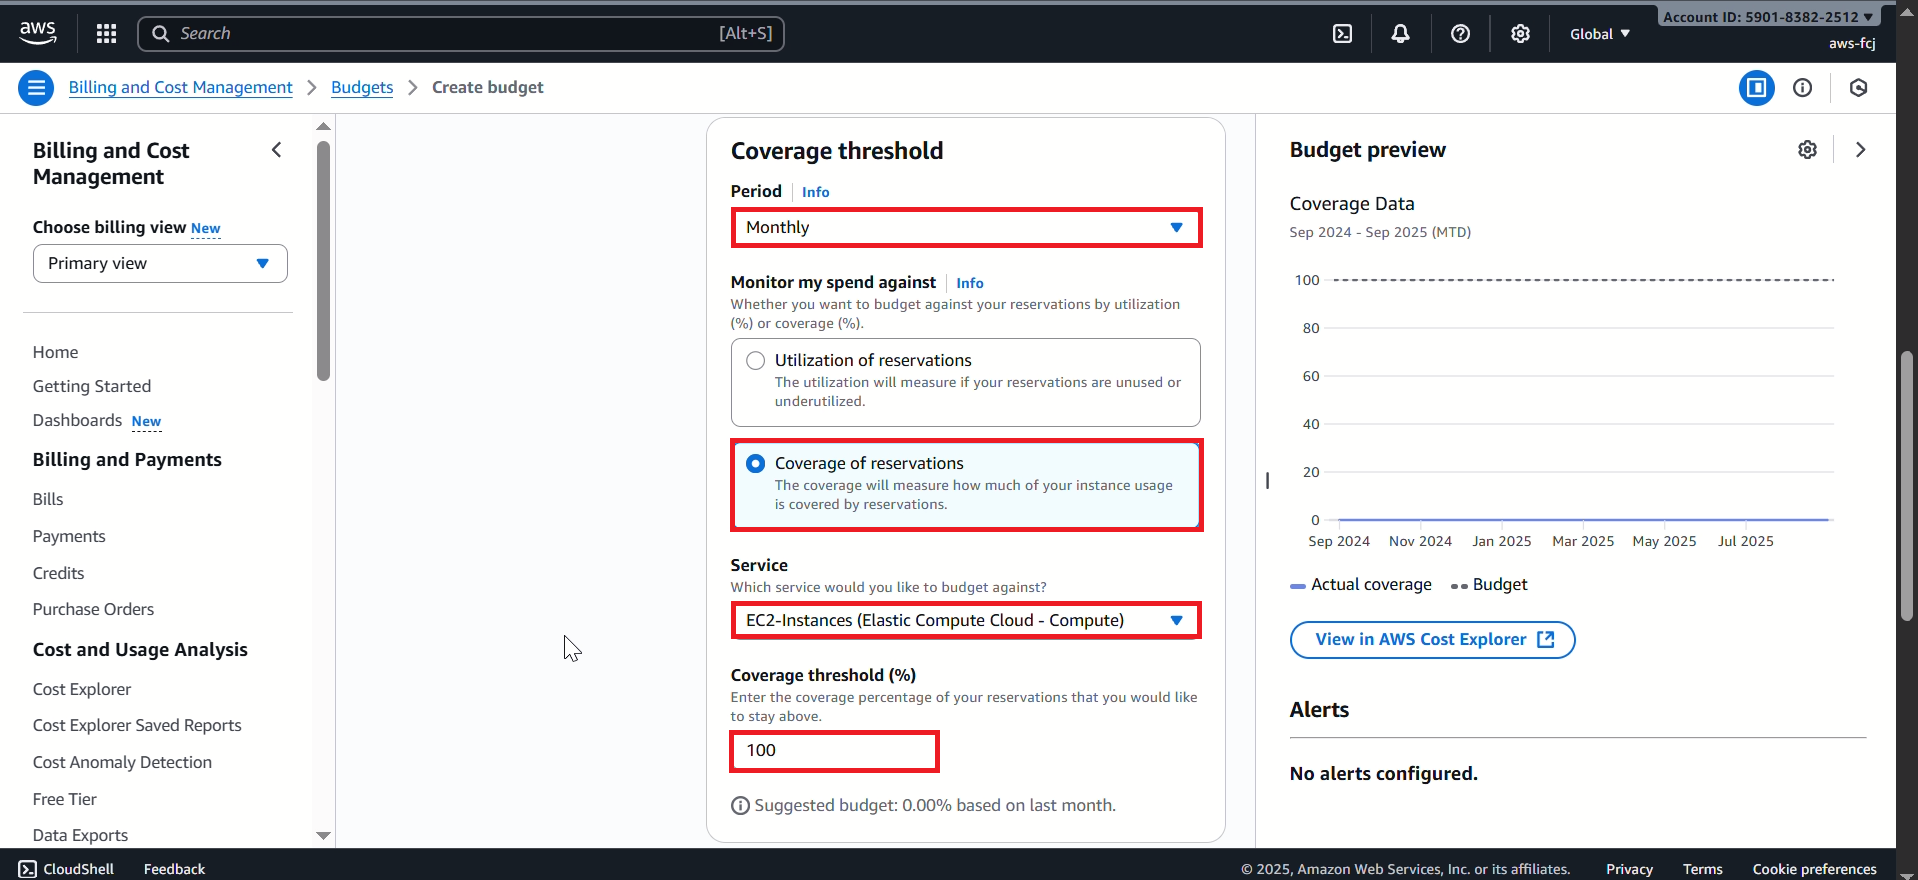 aws
Search [Alt+S]
Global
Account ID: 5901-8382-2512
aws-fcj
Billing and Cost Management > Budgets > Create budget
Billing and Cost
Management
Choose billing view New
Primary view
Home
Getting Started
Dashboards New
Billing and Payments
Bills
Payments
Credits
Purchase Orders
Cost and Usage Analysis
Cost Explorer
Cost Explorer Saved Reports
Cost Anomaly Detection
Free Tier
Data Exports
Coverage threshold
Period Info
Monthly
Monitor my spend against Info
Whether you want to budget against your reservations by utilization
(%) or coverage (%).
Utilization of reservations
The utilization will measure if your reservations are unused or
underutilized.
Coverage of reservations
The coverage will measure how much of your instance usage
is covered by reservations.
Service
Which service would you like to budget against?
EC2-Instances (Elastic Compute Cloud - Compute)
Coverage threshold (%)
Enter the coverage percentage of your reservations that you would like
to stay above.
100
Suggested budget: 0.00% based on last month.
Budget preview
Coverage Data
Sep 2024 - Sep 2025 (MTD)
100
80
60
40
20
0
Sep 2024 Nov 2024 Jan 2025 Mar 2025 May 2025 Jul 2025
Actual coverage Budget
View in AWS Cost Explorer
Alerts
No alerts configured.
CloudShell Feedback
© 2025, Amazon Web Services, Inc. or its affiliates. Privacy Terms Cookie preferences